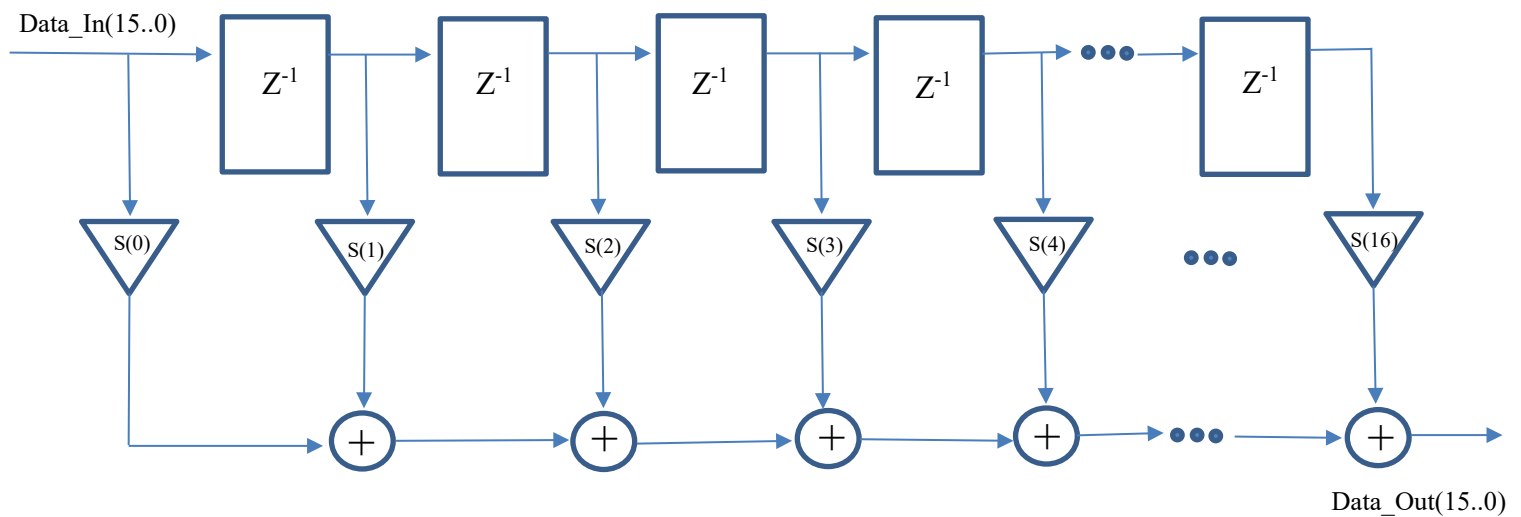 Data_In(15..0)
Z-1
Z-1
Z-1
Z-1
Z-1
S(0)
S(1)
S(2)
S(3)
S(4)
S(16)
+
+
+
+
+
Data_Out(15..0)